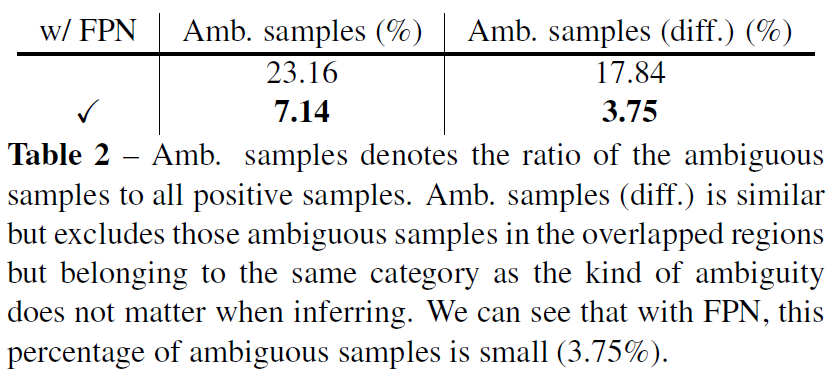 w/ FPN Amb. samples (%) Amb. samples (diff.) (%)
23.16 17.84
✓ 7.14 3.75
Table 2 – Amb. samples denotes the ratio of the ambiguous
samples to all positive samples. Amb. samples (diff.) is similar
but excludes those ambiguous samples in the overlapped regions
but belonging to the same category as the kind of ambiguity
does not matter when inferring. We can see that with FPN, this
percentage of ambiguous samples is small (3.75%).